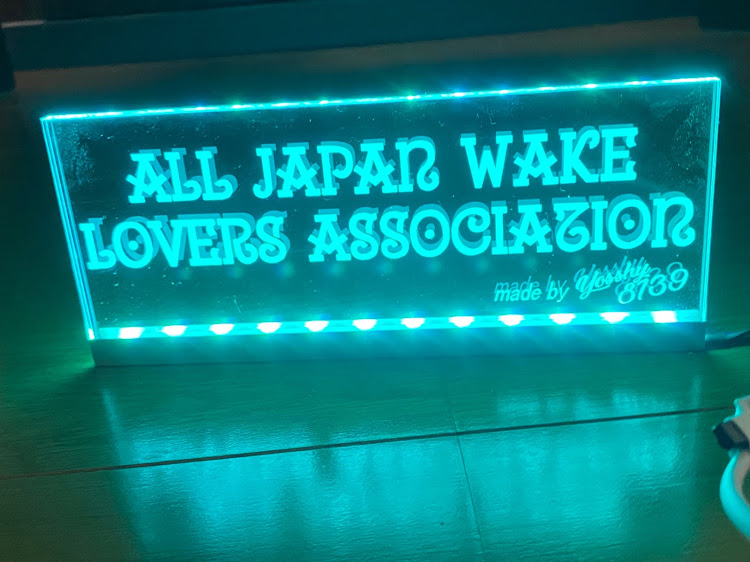 ALL JAPAN WAKE
LOVERS ASSOCIATION
made by Yosshy
8739